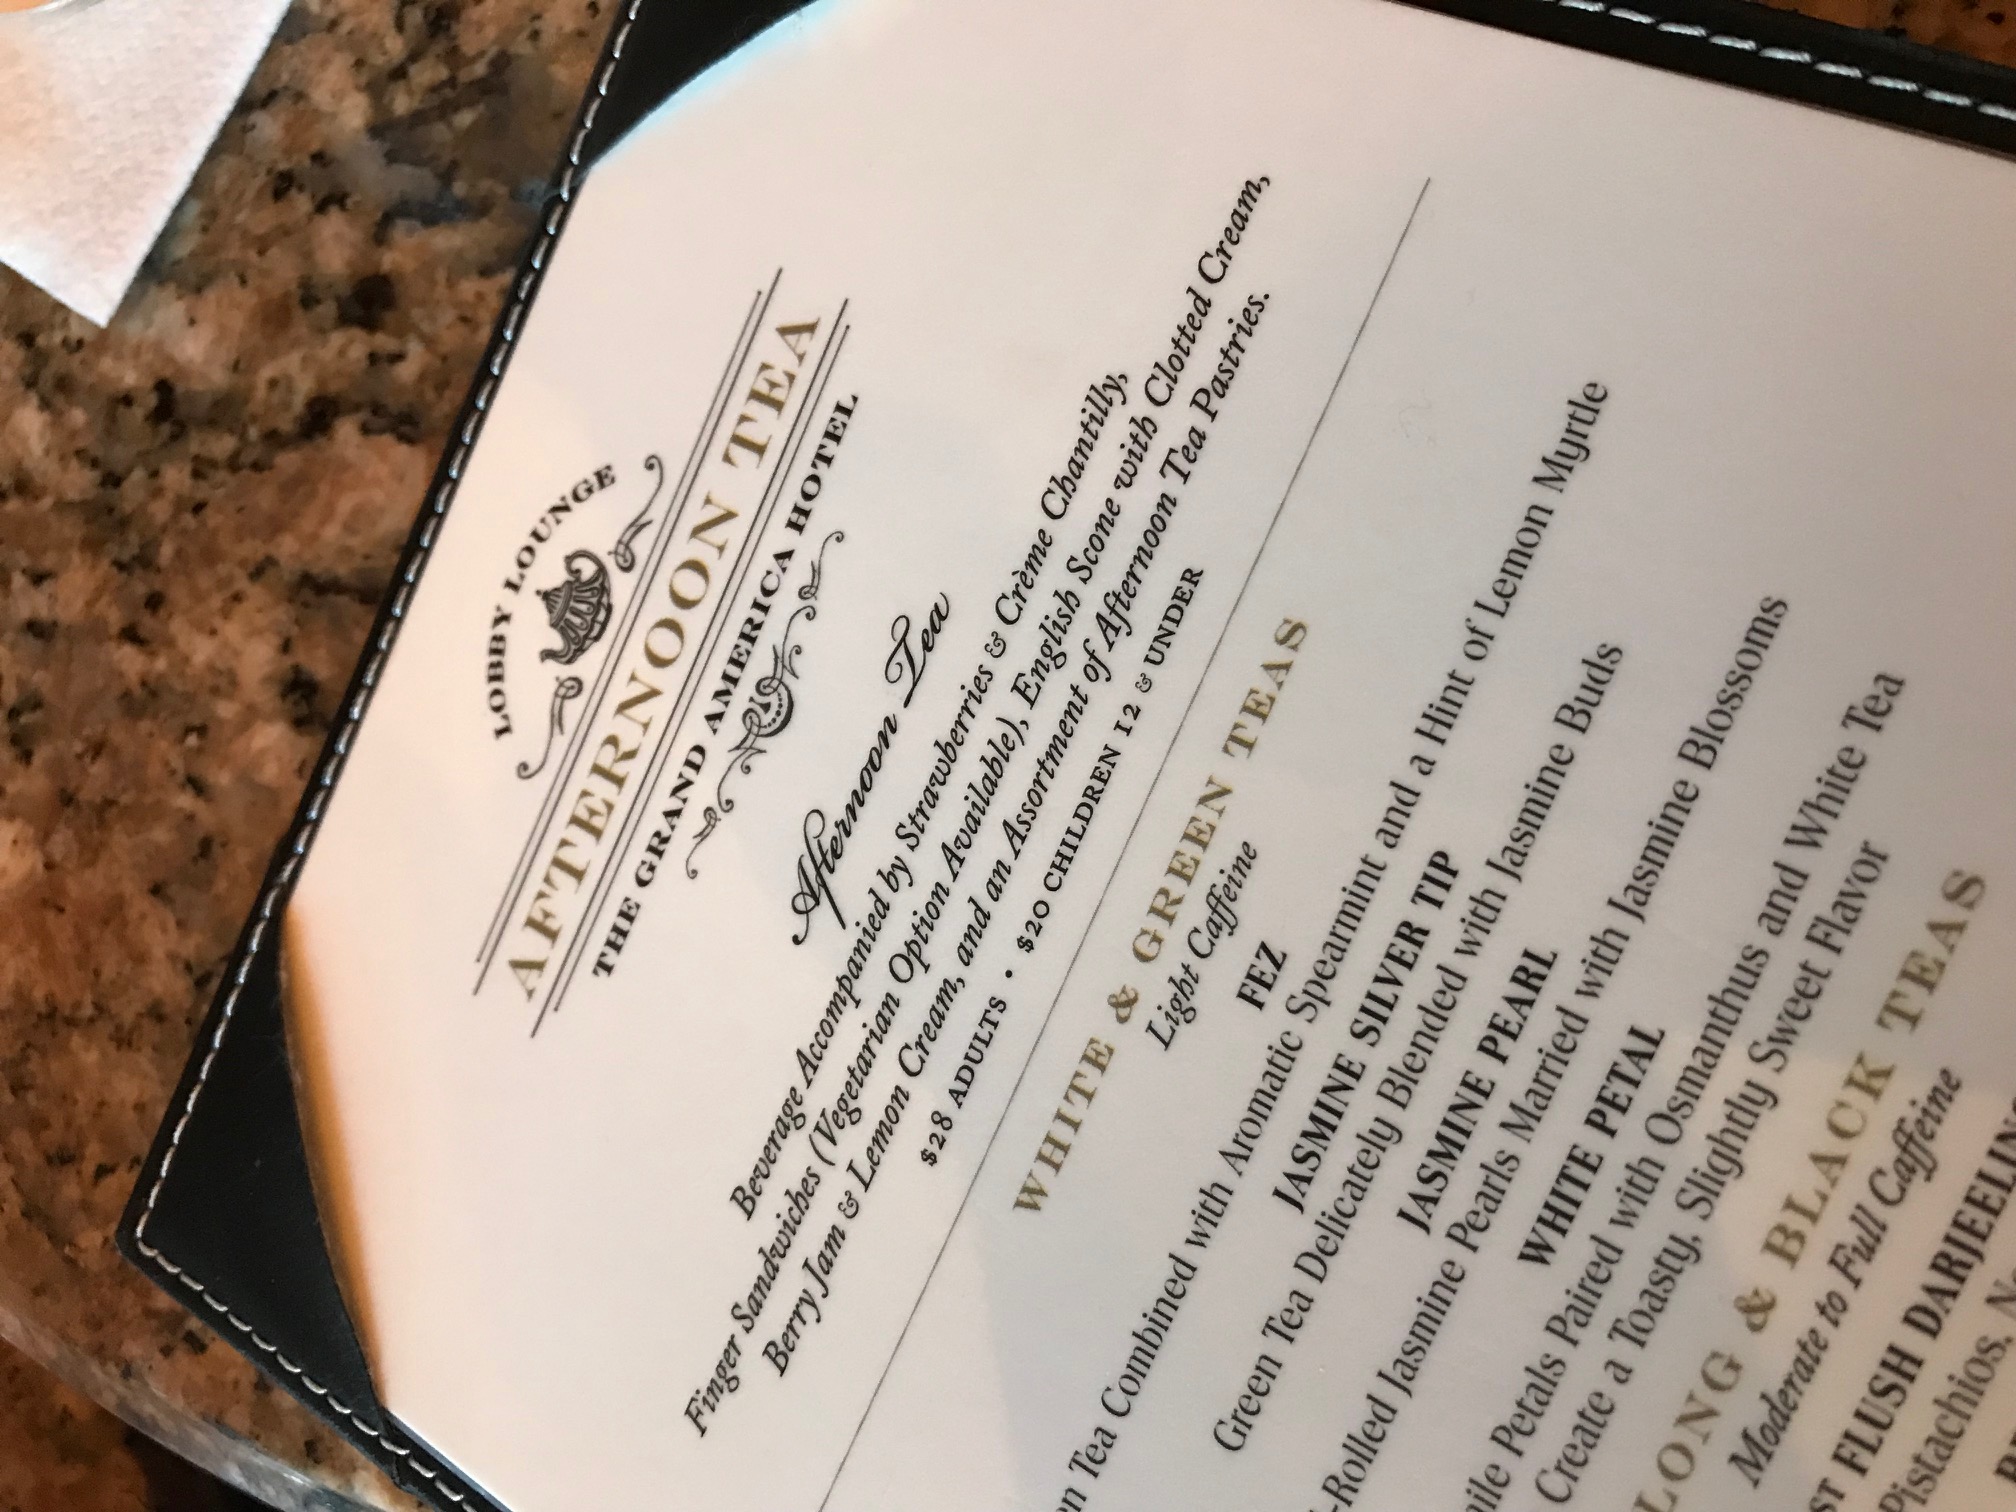 LOBBY LOUNGE
AFTERNOON TEA
THE GRAND AMERICA HOTEL
Afternoon Tea
Beverage Accompanied by Strawberries & Crème Chantilly,
Finger Sandwiches (Vegetarian Option Available), English Scone with Clotted Cream,
Berry Jam & Lemon Cream, and an Assortment of Afternoon Tea Pastries.
$28 ADULTS • $20 CHILDREN 12 & UNDER
WHITE & GREEN TEAS
Light Caffeine
FEZ
Tea Combined with Aromatic Spearmint and a Hint of Lemon Myrtle
JASMINE SILVER TIP
Green Tea Delicately Blended with Jasmine Buds
JASMINE PEARL
-Rolled Jasmine Pearls Married with Jasmine Blossoms
WHITE PETAL
Petals Paired with Osmanthus and White Tea
Create a Toasty, Slightly Sweet Flavor
& BLACK TEAS
Moderate to Full Caffeine
FLUSH
Pistachios,